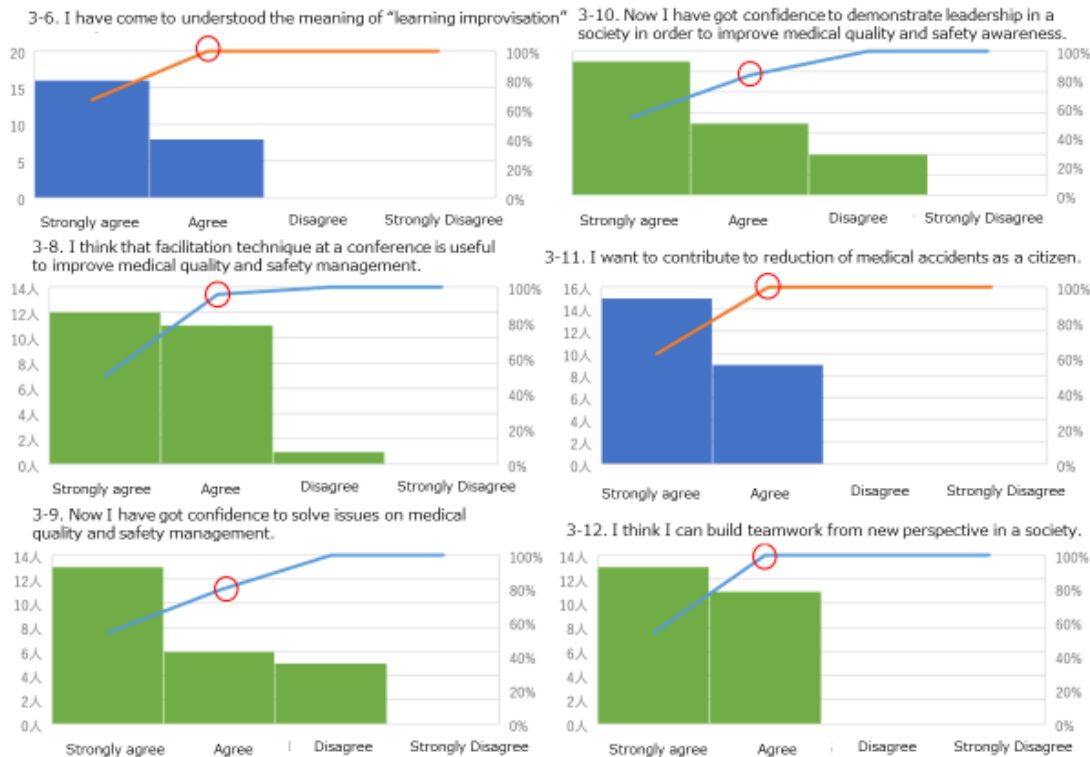 3-6. I have come to understood the meaning of “learning improvisation”
20
15
10
5
0
100%
80%
60%
40%
20%
0%
Strongly agree Agree Disagree Strongly Disagree
3-10. Now I have got confidence to demonstrate leadership in a
society in order to improve medical quality and safety awareness.
100%
80%
60%
40%
20%
0%
Strongly agree Agree Disagree Strongly Disagree
3-8. I think that facilitation technique at a conference is useful
to improve medical quality and safety management.
14人
12人
10人
8人
6人
4人
2人
0人
100%
80%
60%
40%
20%
0%
Strongly agree Agree Disagree Strongly Disagree
3-11. I want to contribute to reduction of medical accidents as a citizen.
16人
14人
12人
10人
8人
6人
4人
2人
0人
100%
80%
60%
40%
20%
0%
Strongly agree Agree Disagree Strongly Disagree
3-9. Now I have got confidence to solve issues on medical
quality and safety management.
14人
12人
10人
8人
6人
4人
2人
0人
100%
80%
60%
40%
20%
0%
Strongly agree Agree Disagree Strongly Disagree
3-12. I think I can build teamwork from new perspective in a society.
14人
12人
10人
8人
6人
4人
2人
0人
100%
80%
60%
40%
20%
0%
Strongly agree Agree Disagree Strongly Disagree